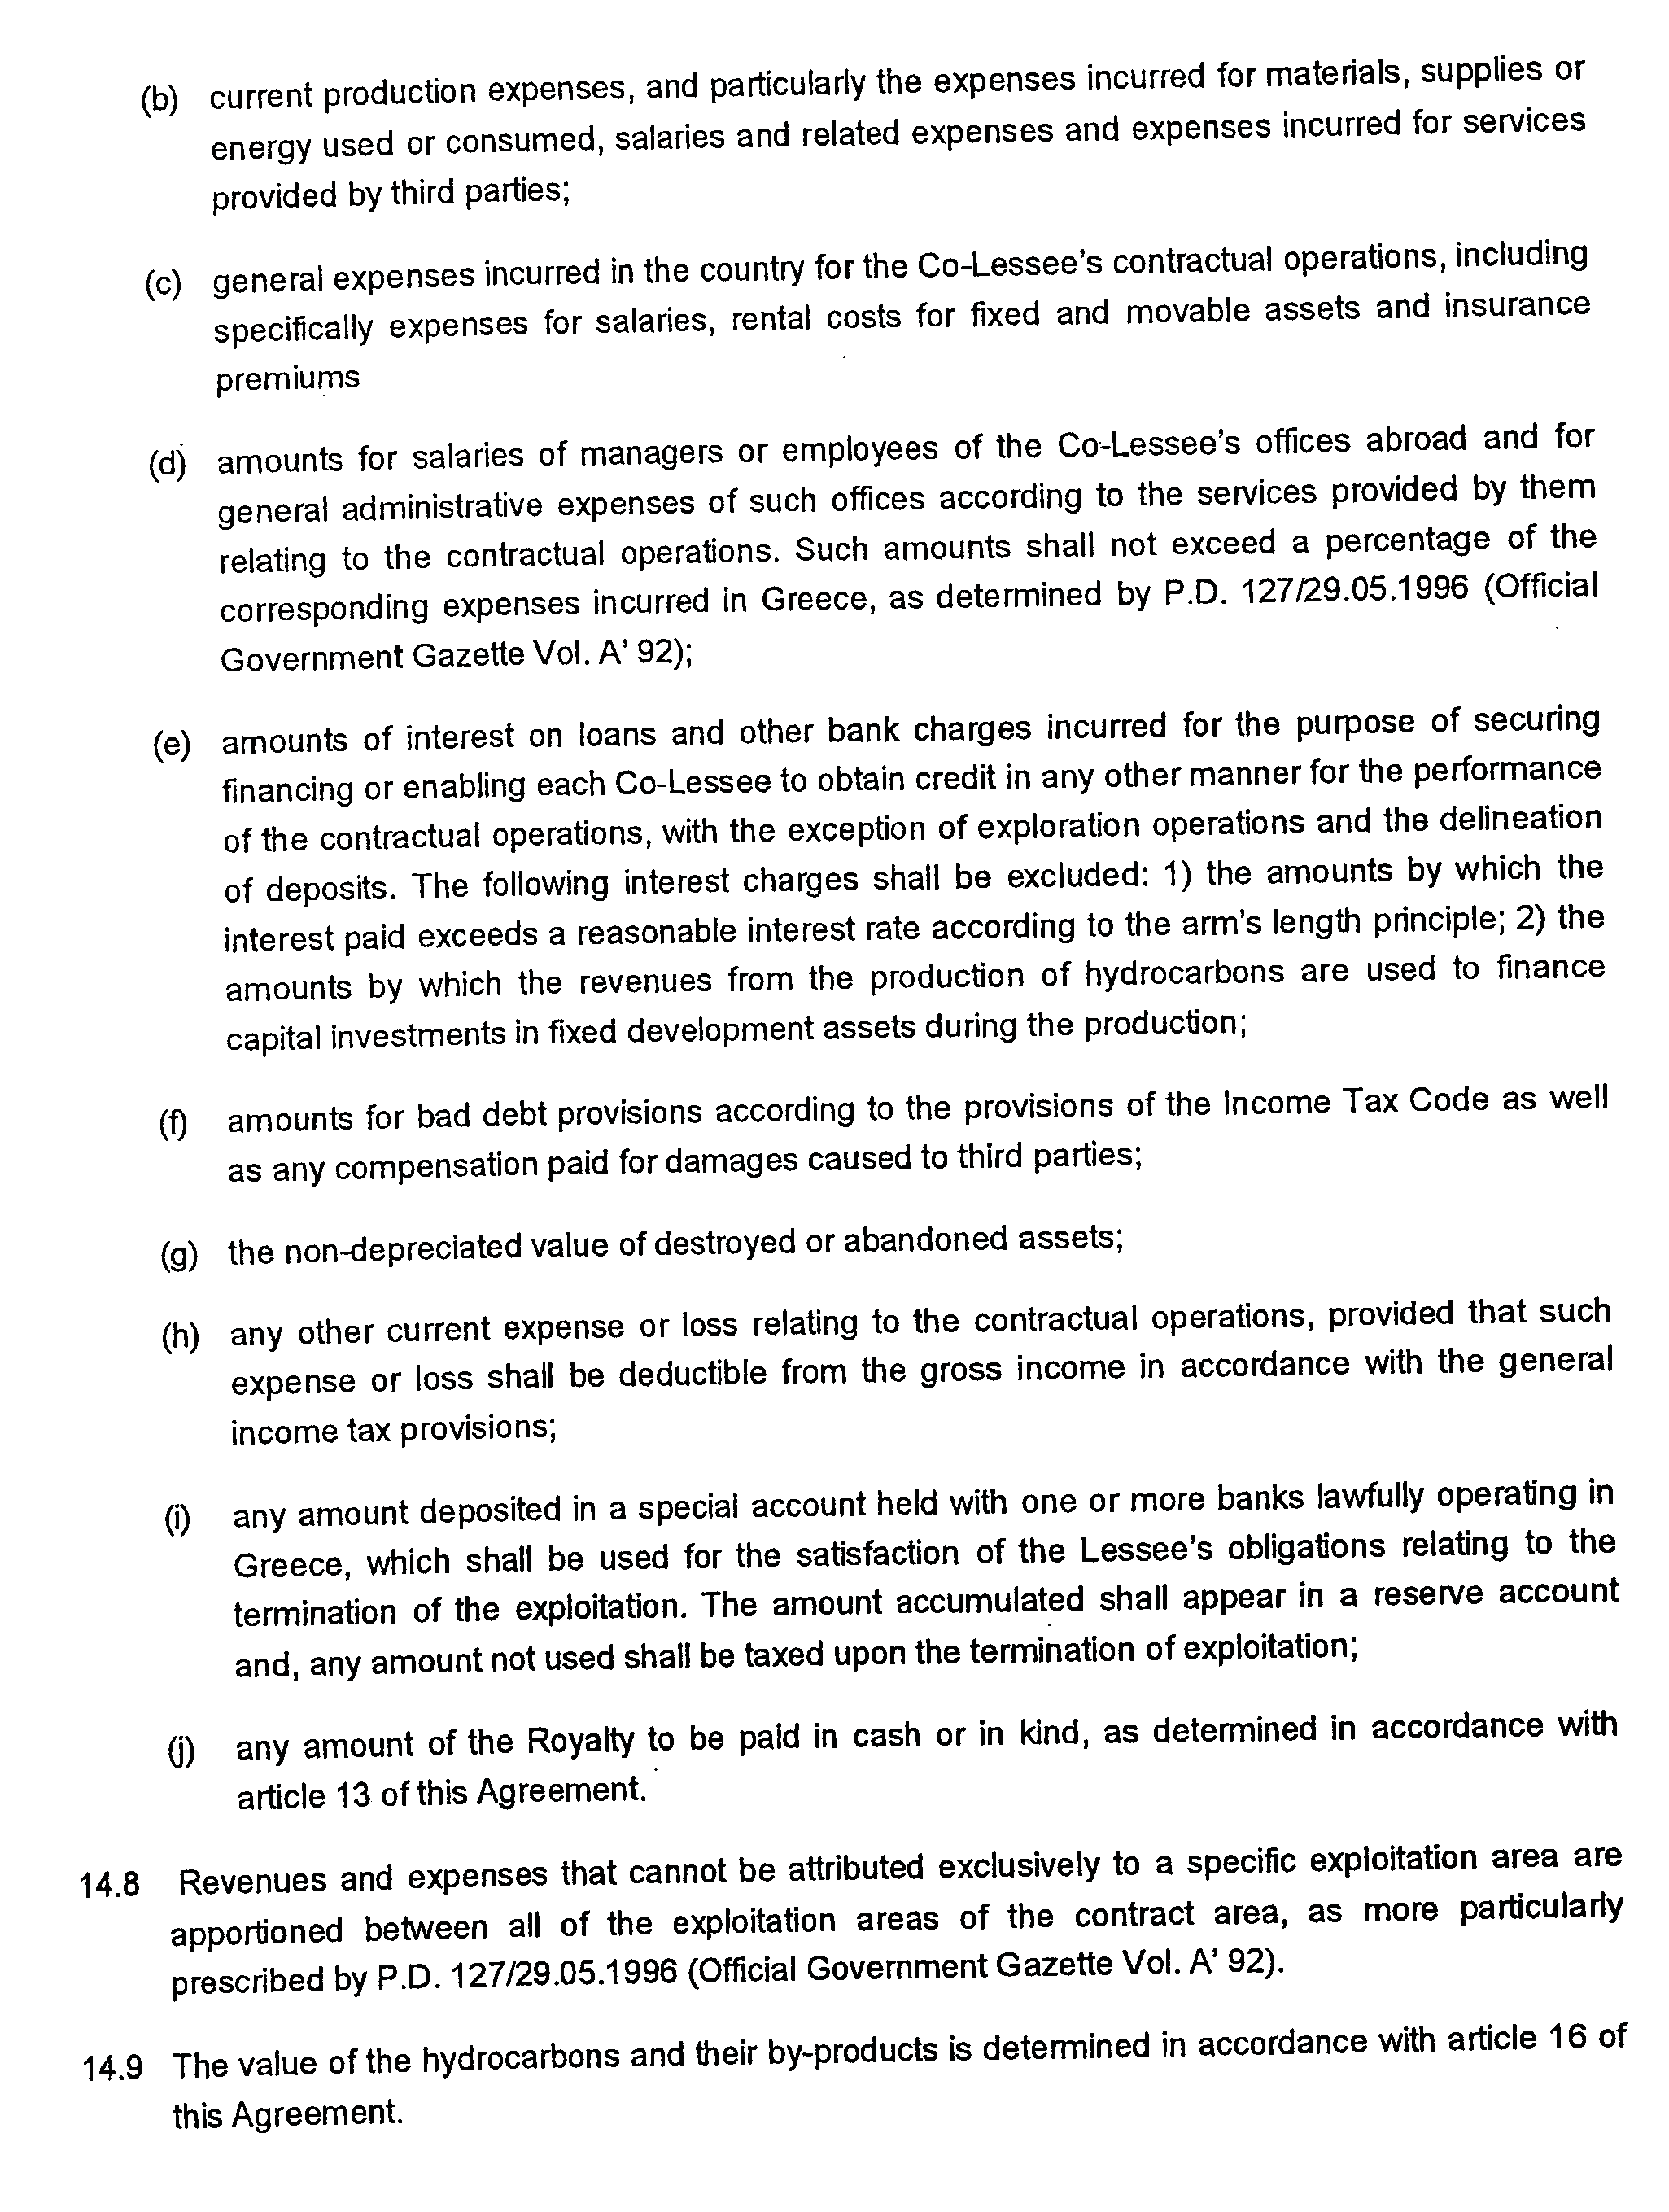 (b) current production expenses, and particularly the expenses incurred for materials, supplies or
energy used or consumed, salaries and related expenses and expenses incurred for services
provided by third parties;
(c) general expenses incurred in the country for the Co-Lessee's contractual operations, including
specifically expenses for salaries, rental costs for fixed and movable assets and insurance
premiums
(d) amounts for salaries of managers or employees of the Co-Lessee's offices abroad and for
general administrative expenses of such offices according to the services provided by them
relating to the contractual operations. Such amounts shall not exceed a percentage of the
corresponding expenses incurred in Greece, as determined by P.D. 127/29.05.1996 (Official
Government Gazette Vol. A' 92);
(e) amounts of interest on loans and other bank charges incurred for the purpose of securing
financing or enabling each Co-Lessee to obtain credit in any other manner for the performance
of the contractual operations, with the exception of exploration operations and the delineation
of deposits. The following interest charges shall be excluded: 1) the amounts by which the
interest paid exceeds a reasonable interest rate according to the arm's length principle; 2) the
amounts by which the revenues from the production of hydrocarbons are used to finance
capital investments in fixed development assets during the production;
(f) amounts for bad debt provisions according to the provisions of the Income Tax Code as well
as any compensation paid for damages caused to third parties;
(g) the non-depreciated value of destroyed or abandoned assets;
(h) any other current expense or loss relating to the contractual operations, provided that such
expense or loss shall be deductible from the gross income in accordance with the general
income tax provisions;
(i) any amount deposited in a special account held with one or more banks lawfully operating in
Greece, which shall be used for the satisfaction of the Lessee's obligations relating to the
termination of the exploitation. The amount accumulated shall appear in a reserve account
and, any amount not used shall be taxed upon the termination of exploitation;
(j) any amount of the Royalty to be paid in cash or in kind, as determined in accordance with
article 13 of this Agreement.
14.8 Revenues and expenses that cannot be attributed exclusively to a specific exploitation area are
apportioned between all of the exploitation areas of the contract area, as more particularly
prescribed by P.D. 127/29.05.1996 (Official Government Gazette Vol. A' 92).
14.9 The value of the hydrocarbons and their by-products is determined in accordance with article 16 of
this Agreement.